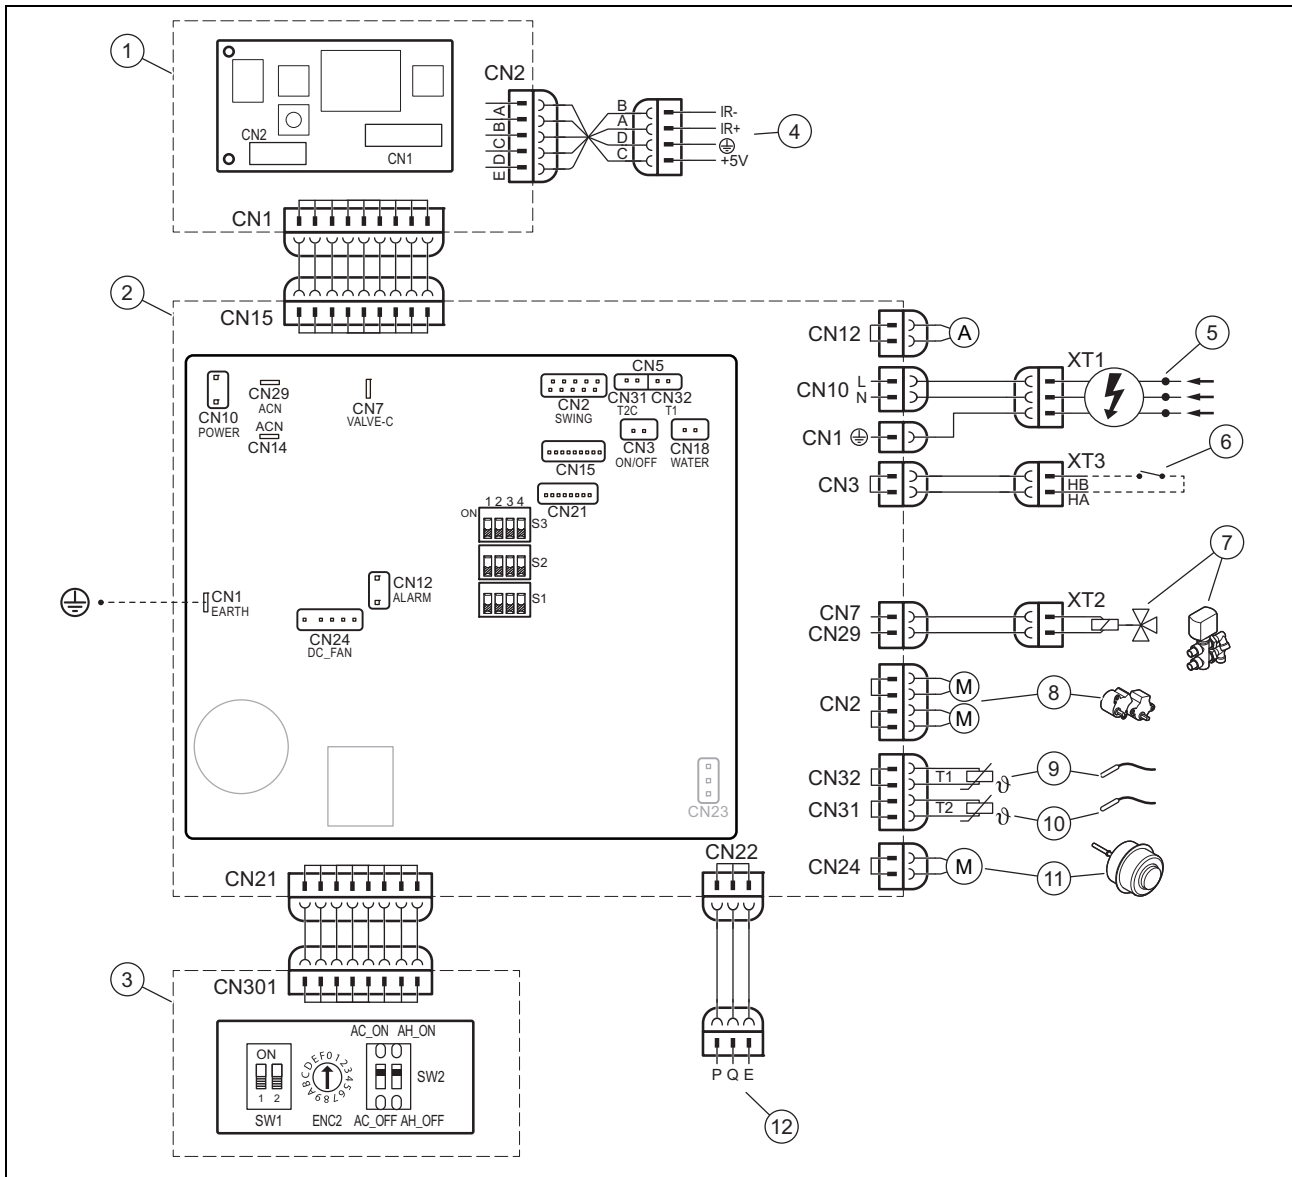 1
CN2
A
B
C
D
E
B
A
D
C
IR-
IR+
+5V
4
CN2
CN1
CN1
2
CN15
CN12
A
5
XT1
CN10
L
N
CN1
6
XT3
CN3
HB
HA
CN10
POWER
CN29
ACN
ACN
CN14
CN7
VALVE-C
CN5
CN31
CN32
CN2
SWING
T2C
T1
CN3
ON/OFF
CN18
WATER
CN15
CN21
1 2 3 4
ON
S3
S2
S1
CN1
EARTH
CN12
ALARM
CN24
DC_FAN
CN23
7
CN7
CN29
XT2
CN2
M
M
8
CN32
T1
ϑ
9
CN31
T2
ϑ
10
CN24
M
11
CN21
CN22
3
CN301
P Q E
12
AC_ON AH_ON
ON
1 2
SW1
0123456789ABCDEF
ENC2
SW2
AC_OFF AH_OFF